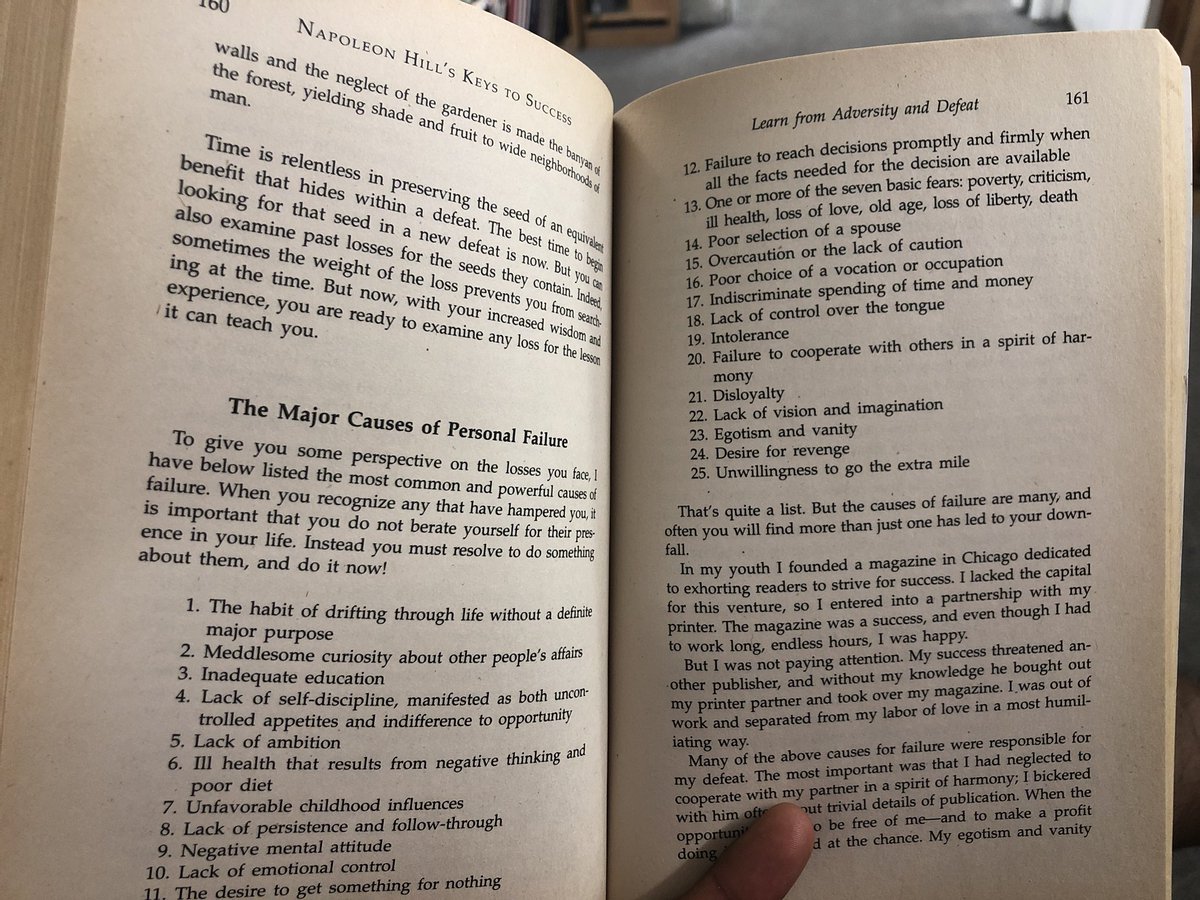 160
NAPOLEON HILL'S KEYS TO SUCCESS
walls and the neglect of the gardener is made the banyan of
the forest, yielding shade and fruit to wide neighborhoods of
man.
Time is relentless in preserving the seed of an equivalent
benefit that hides within a defeat. The best time to begin
looking for that seed in a new defeat is now. But you can
also examine past losses for the seeds they contain. Indeed,
sometimes the weight of the loss prevents you from search-
ing at the time. But now, with your increased wisdom and
experience, you are ready to examine any loss for the lesson
it can teach you.
The Major Causes of Personal Failure
To give you some perspective on the losses you face, I
have below listed the most common and powerful causes of
failure. When you recognize any that have hampered you, it
is important that you do not berate yourself for their pres-
ence in your life. Instead you must resolve to do something
about them, and do it now!
1. The habit of drifting through life without a definite
major purpose
2. Meddlesome curiosity about other people's affairs
3. Inadequate education
4. Lack of self-discipline, manifested as both uncon-
trolled appetites and indifference to opportunity
5. Lack of ambition
6. Ill health that results from negative thinking and
poor diet
7. Unfavorable childhood influences
8. Lack of persistence and follow-through
9. Negative mental attitude
10. Lack of emotional control
11. The desire to get something for nothing
Learn from Adversity and Defeat
161
12. Failure to reach decisions promptly and firmly when
all the facts needed for the decision are available
13. One or more of the seven basic fears: poverty, criticism,
ill health, loss of love, old age, loss of liberty, death
14. Poor selection of a spouse
15. Overcaution or the lack of caution
16. Poor choice of a vocation or occupation
17. Indiscriminate spending of time and money
18. Lack of control over the tongue
19. Intolerance
20. Failure to cooperate with others in a spirit of har-
mony
21. Disloyalty
22. Lack of vision and imagination
23. Egotism and vanity
24. Desire for revenge
25. Unwillingness to go the extra mile
That's quite a list. But the causes of failure are many, and
often you will find more than just one has led to your down-
fall.
In my youth I founded a magazine in Chicago dedicated
to exhorting readers to strive for success. I lacked the capital
for this venture, so I entered into a partnership with my
printer. The magazine was a success, and even though I had
to work long, endless hours, I was happy.
But I was not paying attention. My success threatened an-
other publisher, and without my knowledge he bought out
my printer partner and took over my magazine. I was out of
work and separated from my labor of love in a most humil-
iating way.
Many of the above causes for failure were responsible for
my defeat. The most important was that I had neglected to
cooperate with my partner in a spirit of harmony; I bickered
with him trivial details of publication. When the
to be free of me—and to make a profit
doing at the chance. My egotism and vanity